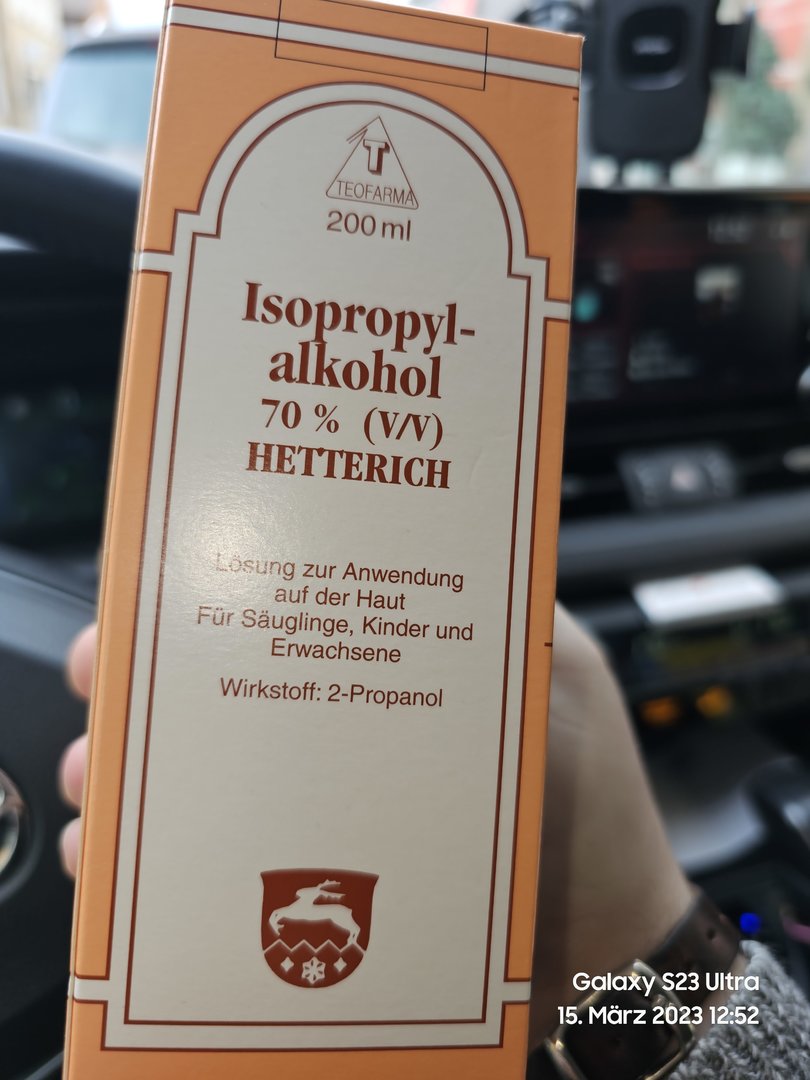 T
TEOFARMA
200 ml
Isopropyl-
alkohol
70 % (V/V)
HETTERICH
Lösung zur Anwendung
auf der Haut
Für Säuglinge, Kinder und
Erwachsene
Wirkstoff: 2-Propanol
Galaxy S23 Ultra
15. März 2023 12:52